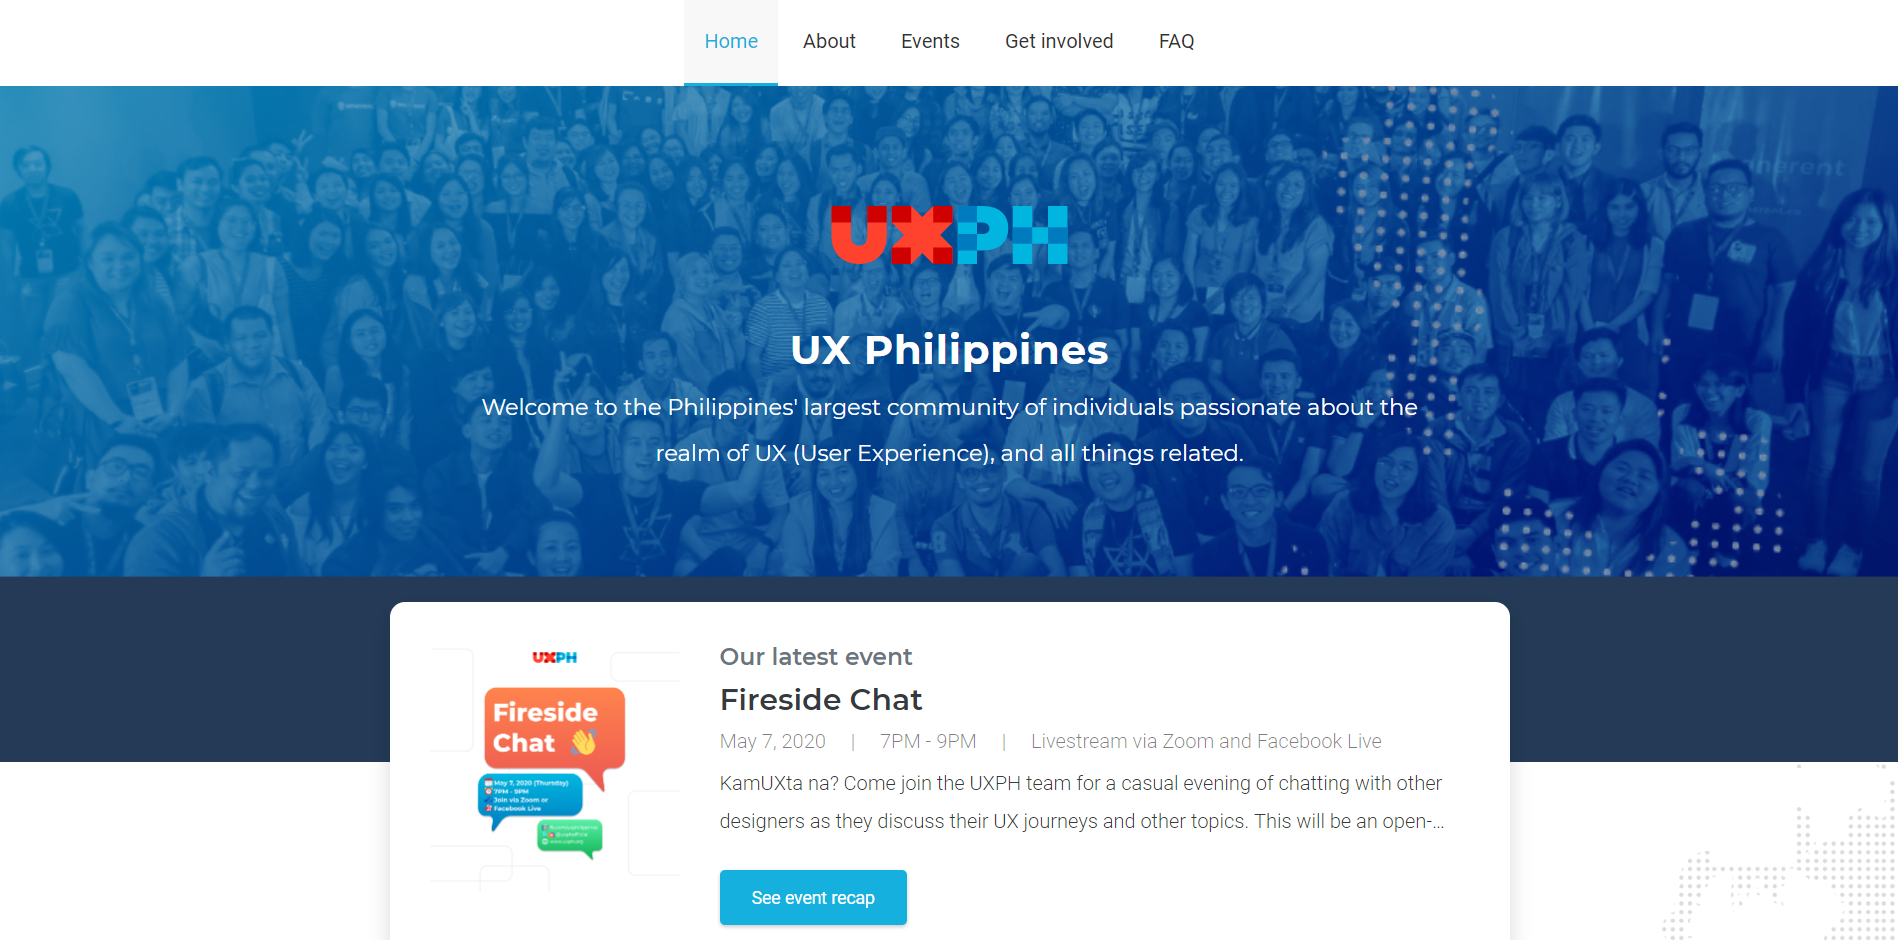 Home
About
Events
Get involved
FAQ
UXPH
UX Philippines
Welcome to the Philippines' largest community of individuals passionate about the
realm of UX (User Experience), and all things related.
UXPH
Fireside
Chat 👋
May 7, 2020 (Thursday)
7PM - 9PM
Join via Zoom or
Facebook Live
www.uxph.org
Our latest event
Fireside Chat
May 7, 2020 | 7PM - 9PM | Livestream via Zoom and Facebook Live
KamUXta na? Come join the UXPH team for a casual evening of chatting with other
designers as they discuss their UX journeys and other topics. This will be an open-...
See event recap